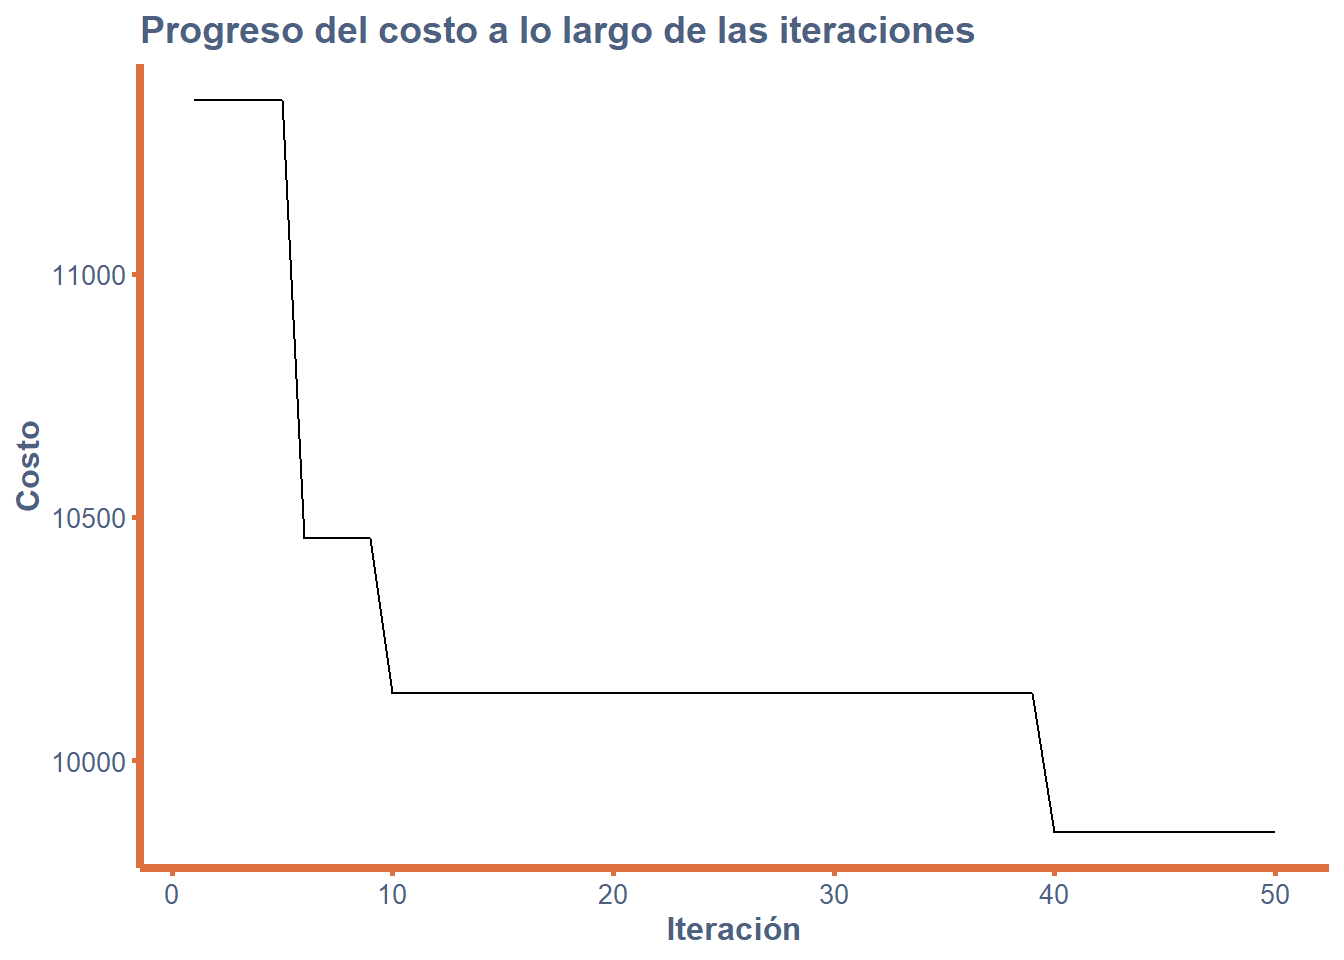 Progreso del costo a lo largo de las iteraciones
Costo
11000
10500
10000
0 10 20 30 40 50
Iteración